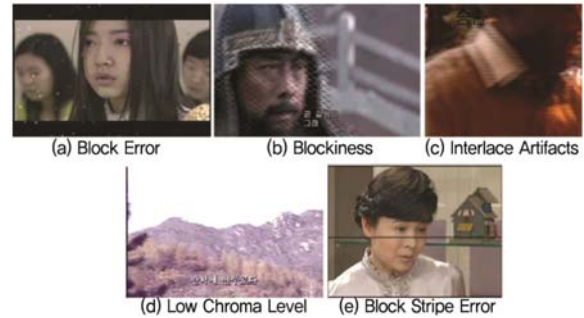 (a) Block Error
(b) Blockiness
(c) Interlace Artifacts
(d) Low Chroma Level
(e) Block Stripe Error